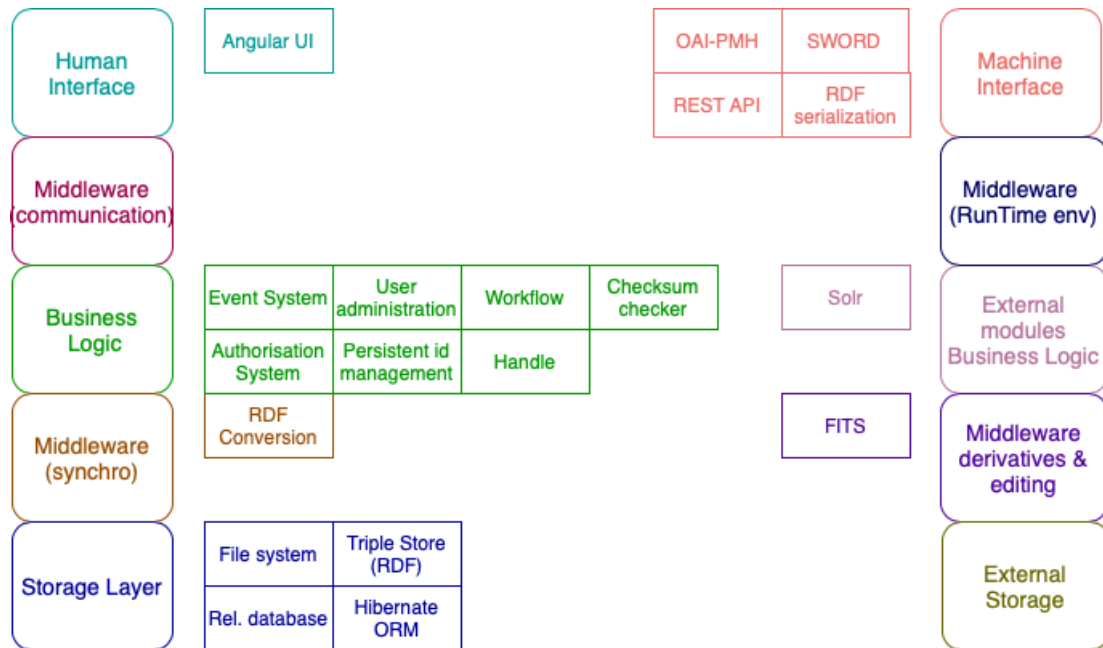 Human
Interface
Angular UI
OAI-PMH
SWORD
REST API
RDF
serialization
Machine
Interface
Middleware
(communication)
Middleware
(RunTime env)
Business
Logic
Event System
User
administration
Workflow
Checksum
checker
Authorisation
System
Persistent id
management
Handle
Solr
External
modules
Business Logic
Middleware
(synchro)
RDF
Conversion
FITS
Middleware
derivatives &
editing
Storage Layer
File system
Triple Store
(RDF)
Rel. database
Hibernate
ORM
External
Storage